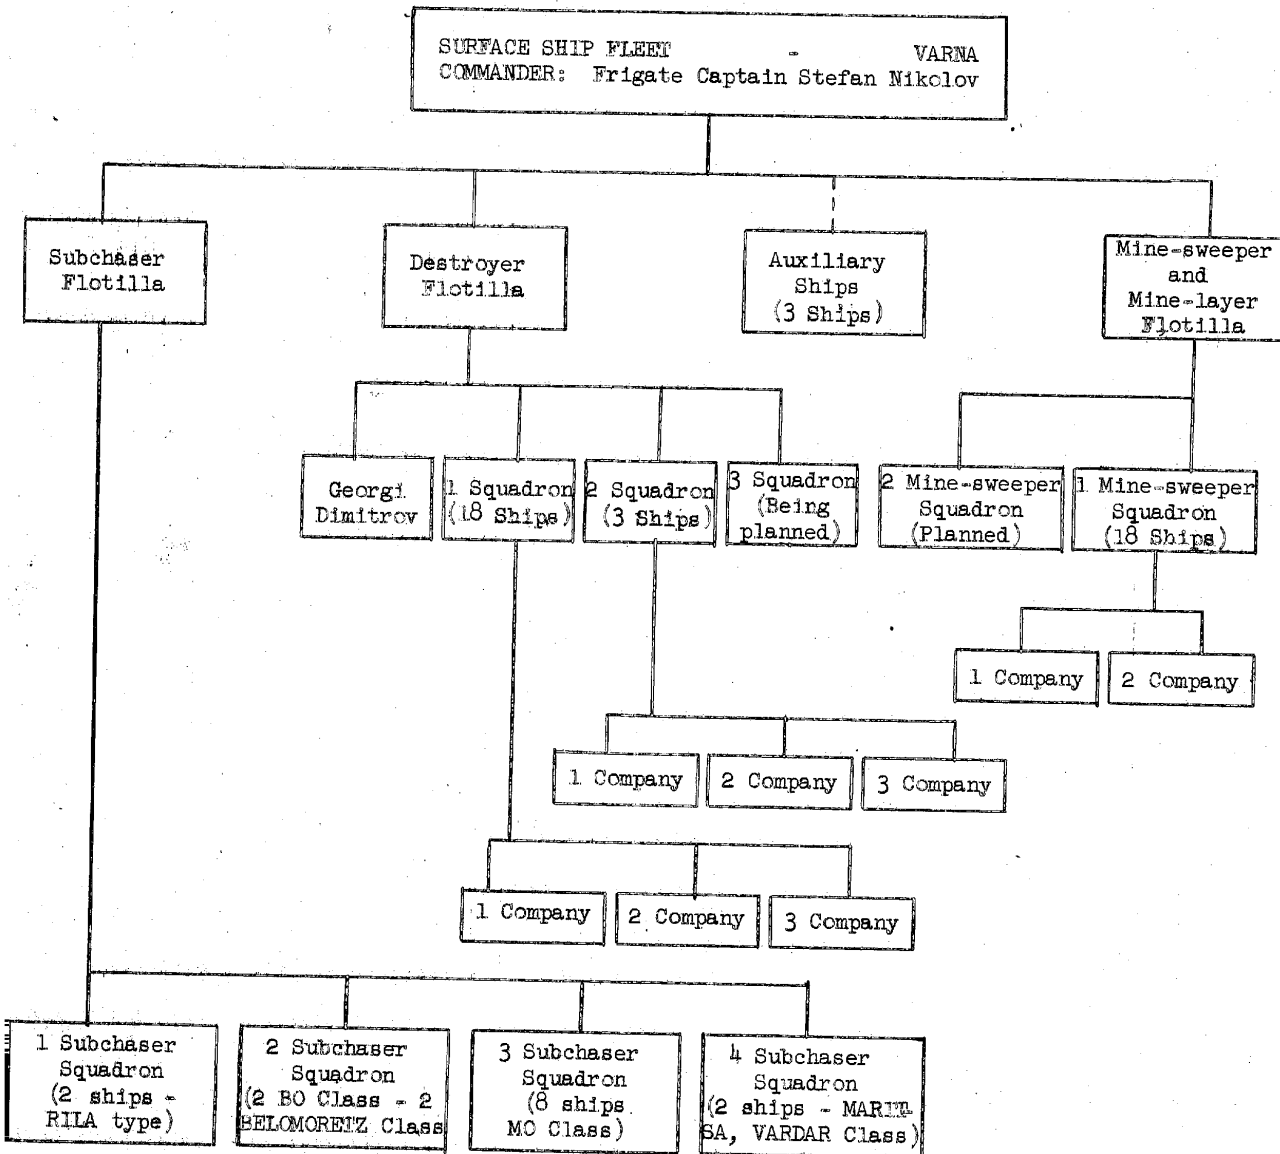 SURFACE SHIP FLEET - VARNA
COMMANDER: Frigate Captain Stefan Nikolov
Subchaser
Flotilla
Destroyer
Flotilla
Auxiliary
Ships
(3 Ships)
Mine-sweeper
and
Mine-layer
Flotilla
Georgi
Dimitrov
1 Squadron
(18 Ships)
2 Squadron
(3 Ships)
3 Squadron
(Being
planned)
2 Mine-sweeper
Squadron
(Planned)
1 Mine-sweeper
Squadron
(18 Ships)
1 Company
2 Company
1 Company
2 Company
3 Company
1 Company
2 Company
3 Company
1 Subchaser
Squadron
(2 ships -
RILA type)
2 Subchaser
Squadron
(2 BO Class - 2
BELOMORETZ Class
3 Subchaser
Squadron
(8 ships
MO Class)
4 Subchaser
Squadron
(2 ships - MARIT-
SA, VARDAR Class)